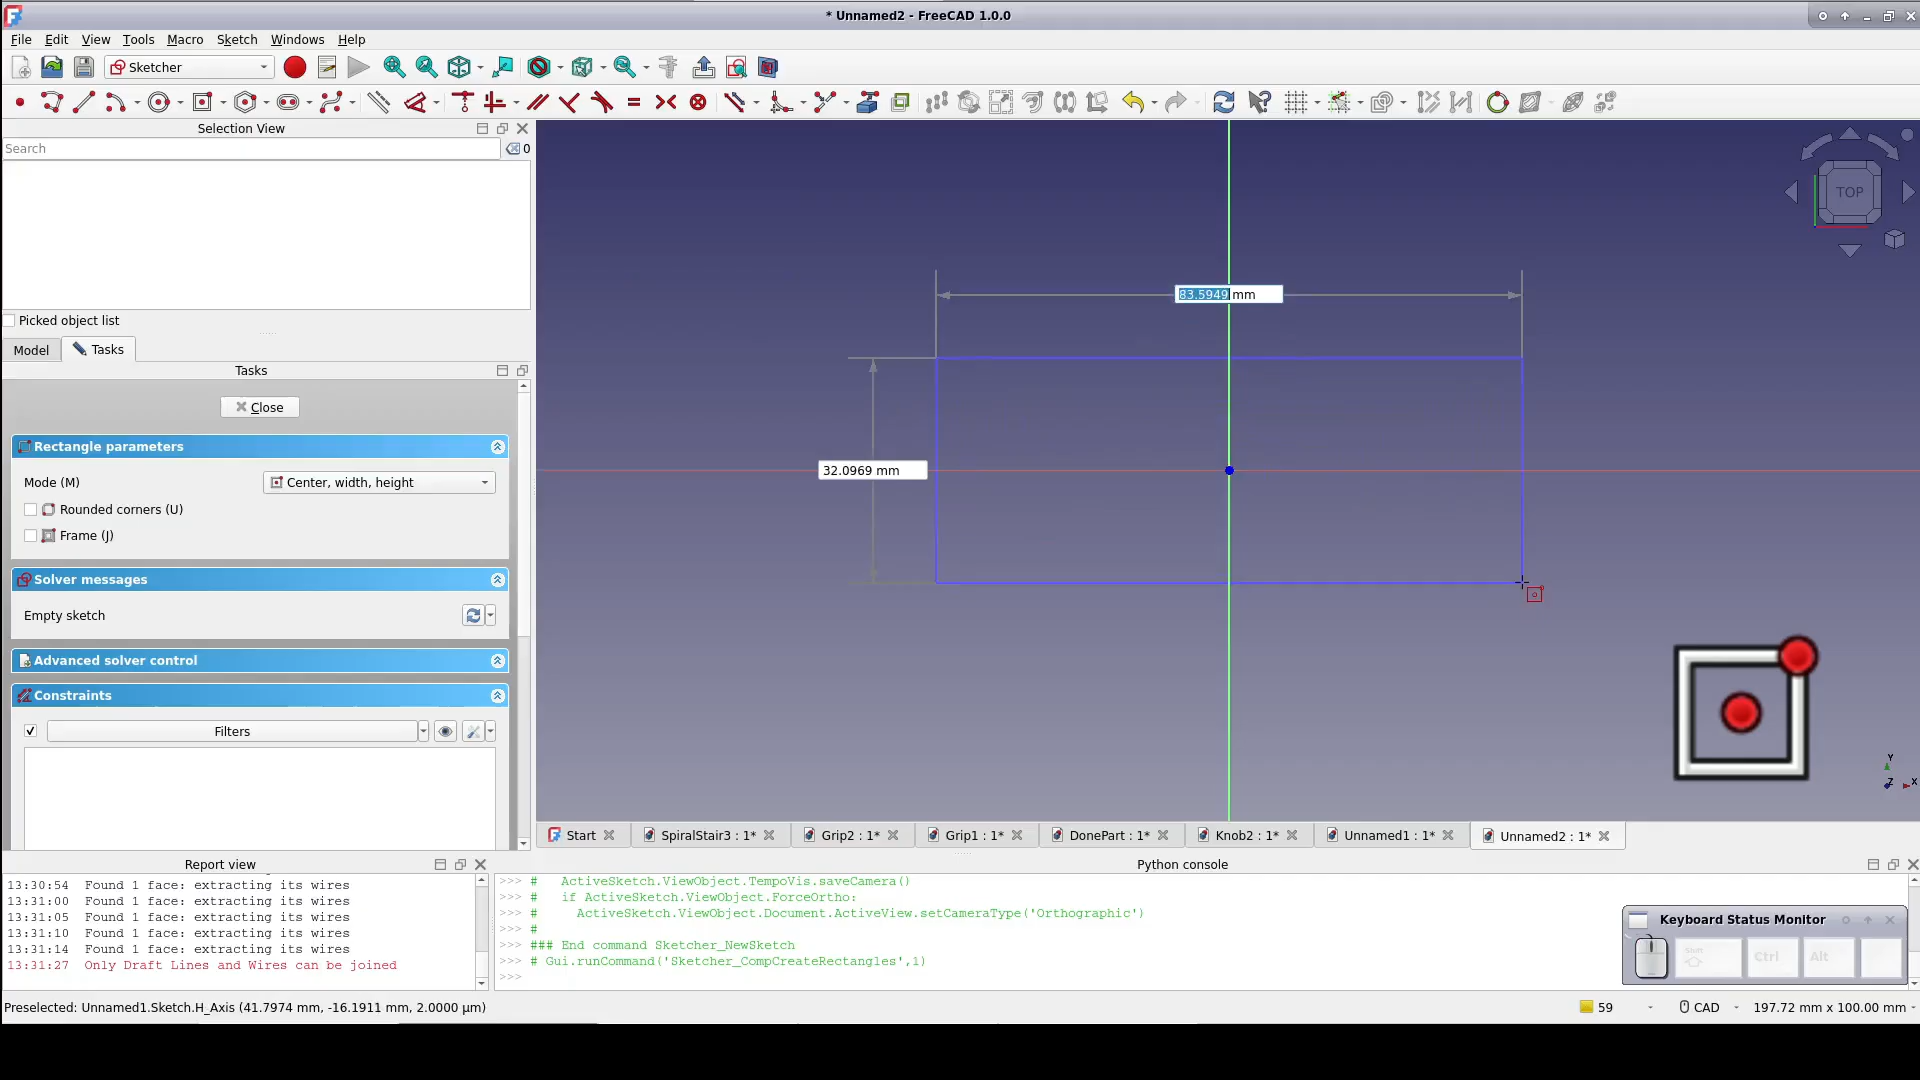 * Unnamed2 - FreeCAD 1.0.0
File Edit View Tools Macro Sketch Windows Help
Sketcher
Selection View
Search
0
Picked object list
Model
Tasks
Tasks
Close
Rectangle parameters
Mode (M)
Center, width, height
Rounded corners (U)
Frame (J)
Solver messages
Empty sketch
Advanced solver control
Constraints
Filters
83.5949 mm
32.0969 mm
TOP
Y
Z
X
Start
SpiralStair3 : 1*
Grip2 : 1*
Grip1 : 1*
DonePart : 1*
Knob2 : 1*
Unnamed1 : 1*
Unnamed2 : 1*
Report view
13:30:54 Found 1 face: extracting its wires
13:31:00 Found 1 face: extracting its wires
13:31:05 Found 1 face: extracting its wires
13:31:10 Found 1 face: extracting its wires
13:31:14 Found 1 face: extracting its wires
13:31:27 Only Draft Lines and Wires can be joined
Python console
>>> #   ActiveSketch.ViewObject.TempoVis.saveCamera()
>>> #   if ActiveSketch.ViewObject.ForceOrtho:
>>> #     ActiveSketch.ViewObject.Document.ActiveView.setCameraType('Orthographic')
>>> #
>>> ### End command Sketcher_NewSketch
>>> # Gui.runCommand('Sketcher_CompCreateRectangles',1)
>>>
Keyboard Status Monitor
Shift
Ctrl
Alt
Preselected: Unnamed1.Sketch.H_Axis (41.7974 mm, -16.1911 mm, 2.0000 µm)
59
CAD
197.72 mm x 100.00 mm